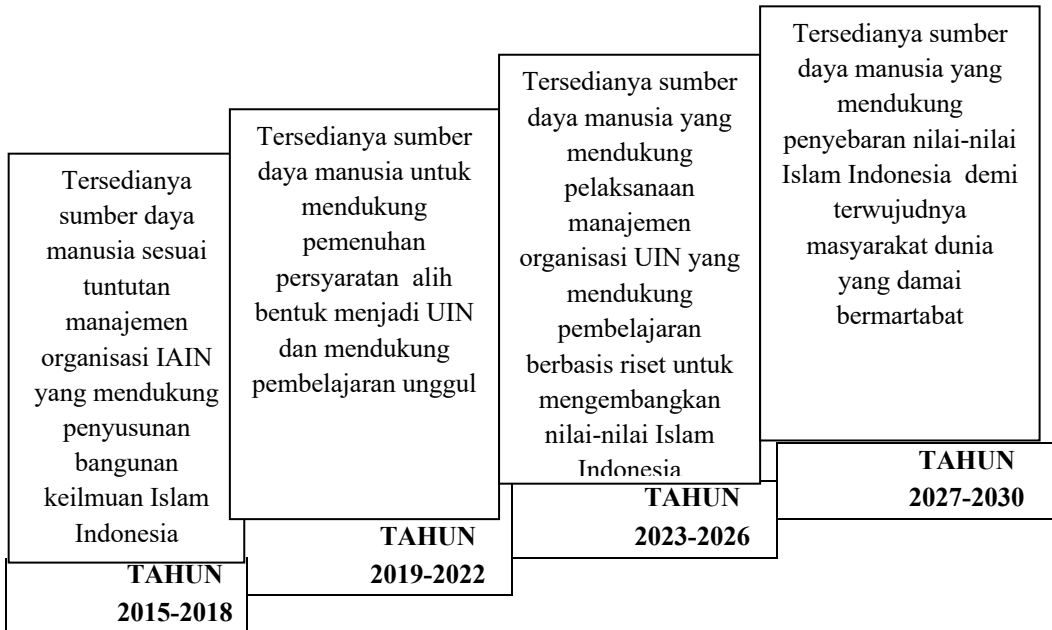 Tersedianya
sumber daya
manusia sesuai
tuntutan
manajemen
organisasi IAIN
yang mendukung
penyusunan
bangunan
keilmuan Islam
Indonesia
TAHUN
2015-2018
Tersedianya sumber
daya manusia untuk
mendukung
pemenuhan
persyaratan alih
bentuk menjadi UIN
dan mendukung
pembelajaran unggul
TAHUN
2019-2022
Tersedianya sumber
daya manusia yang
mendukung
pelaksanaan
manajemen
organisasi UIN yang
mendukung
pembelajaran
berbasis riset untuk
mengembangkan
nilai-nilai Islam
Indonesia
TAHUN
2023-2026
Tersedianya sumber
daya manusia yang
mendukung
penyebaran nilai-nilai
Islam Indonesia demi
terwujudnya
masyarakat dunia
yang damai
bermartabat
TAHUN
2027-2030